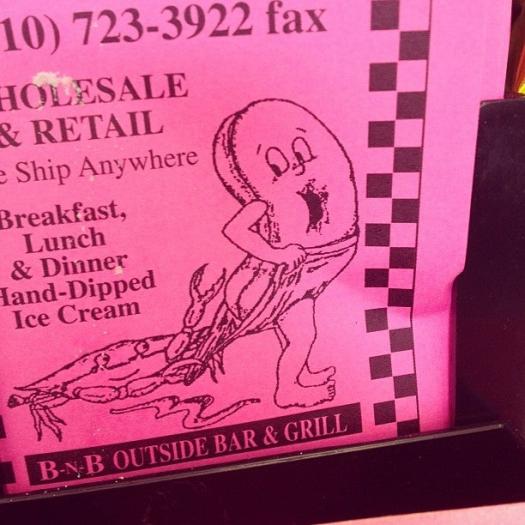 10) 723-3922 fax
HOLESALE
& RETAIL
e Ship Anywhere
Breakfast,
Lunch
& Dinner
Hand-Dipped
Ice Cream
B-N-B OUTSIDE BAR & GRILL